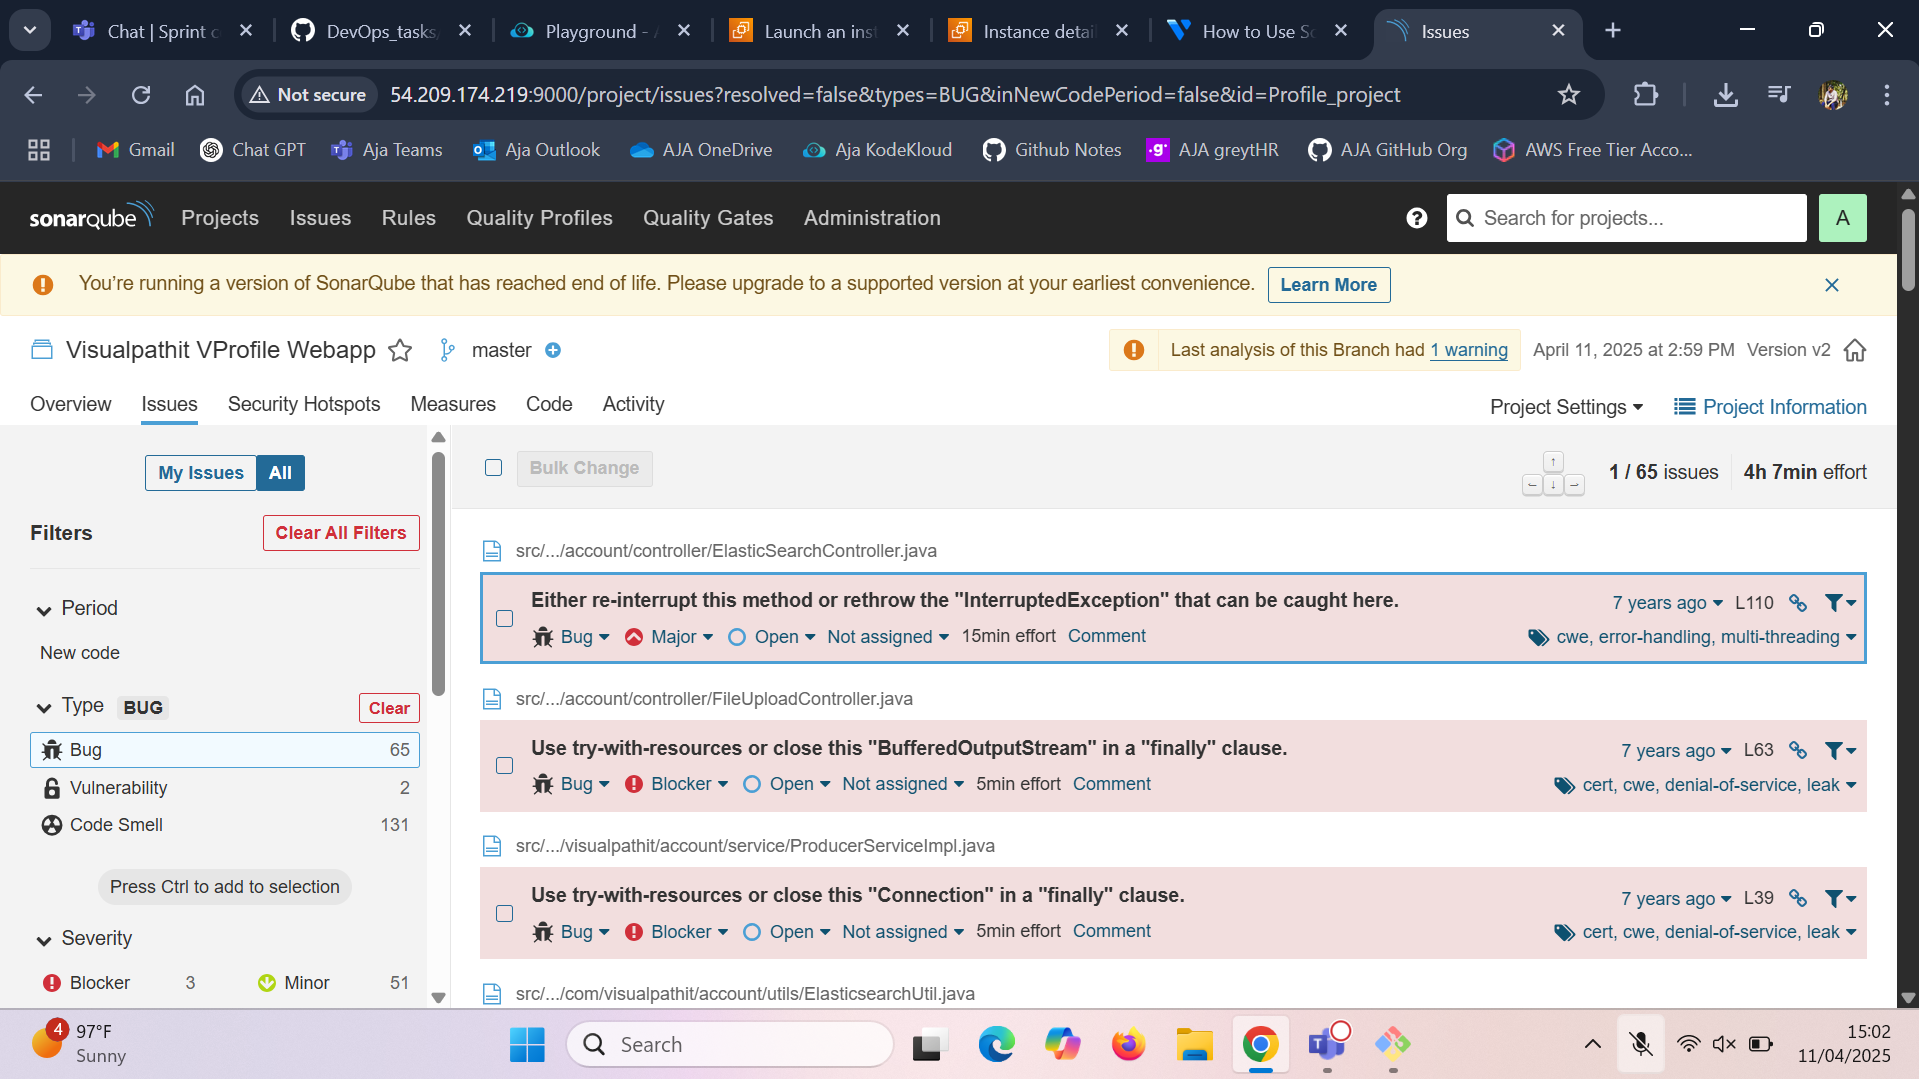 Chat | Sprint c
DevOps_tasks
Playground -
Launch an inst
Instance detai
How to Use So
Issues
Not secure
54.209.174.219:9000/project/issues?resolved=false&types=BUG&inNewCodePeriod=false&id=Profile_project
Gmail
Chat GPT
Aja Teams
Aja Outlook
AJA OneDrive
Aja KodeKloud
Github Notes
AJA greytHR
AJA GitHub Org
AWS Free Tier Acco...
sonarqube
Projects
Issues
Rules
Quality Profiles
Quality Gates
Administration
Search for projects...
A
You're running a version of SonarQube that has reached end of life. Please upgrade to a supported version at your earliest convenience.
Learn More
Visualpathit VProfile Webapp
master
Last analysis of this Branch had 1 warning
April 11, 2025 at 2:59 PM
Version v2
Overview
Issues
Security Hotspots
Measures
Code
Activity
Project Settings
Project Information
My Issues
All
Bulk Change
1 / 65 issues
4h 7min effort
Filters
Clear All Filters
Period
New code
Type
BUG
Clear
Bug
65
Vulnerability
2
Code Smell
131
Press Ctrl to add to selection
Severity
Blocker
3
Minor
51
src/.../account/controller/ElasticSearchController.java
Either re-interrupt this method or rethrow the "InterruptedException" that can be caught here.
7 years ago
L110
Bug
Major
Open
Not assigned
15min effort
Comment
cwe, error-handling, multi-threading
src/.../account/controller/FileUploadController.java
Use try-with-resources or close this "BufferedOutputStream" in a "finally" clause.
7 years ago
L63
Bug
Blocker
Open
Not assigned
5min effort
Comment
cert, cwe, denial-of-service, leak
src/.../visualpathit/account/service/ProducerServiceImpl.java
Use try-with-resources or close this "Connection" in a "finally" clause.
7 years ago
L39
Bug
Blocker
Open
Not assigned
5min effort
Comment
cert, cwe, denial-of-service, leak
src/.../com/visualpathit/account/utils/ElasticsearchUtil.java
4
97°F
Sunny
Search
15:02
11/04/2025